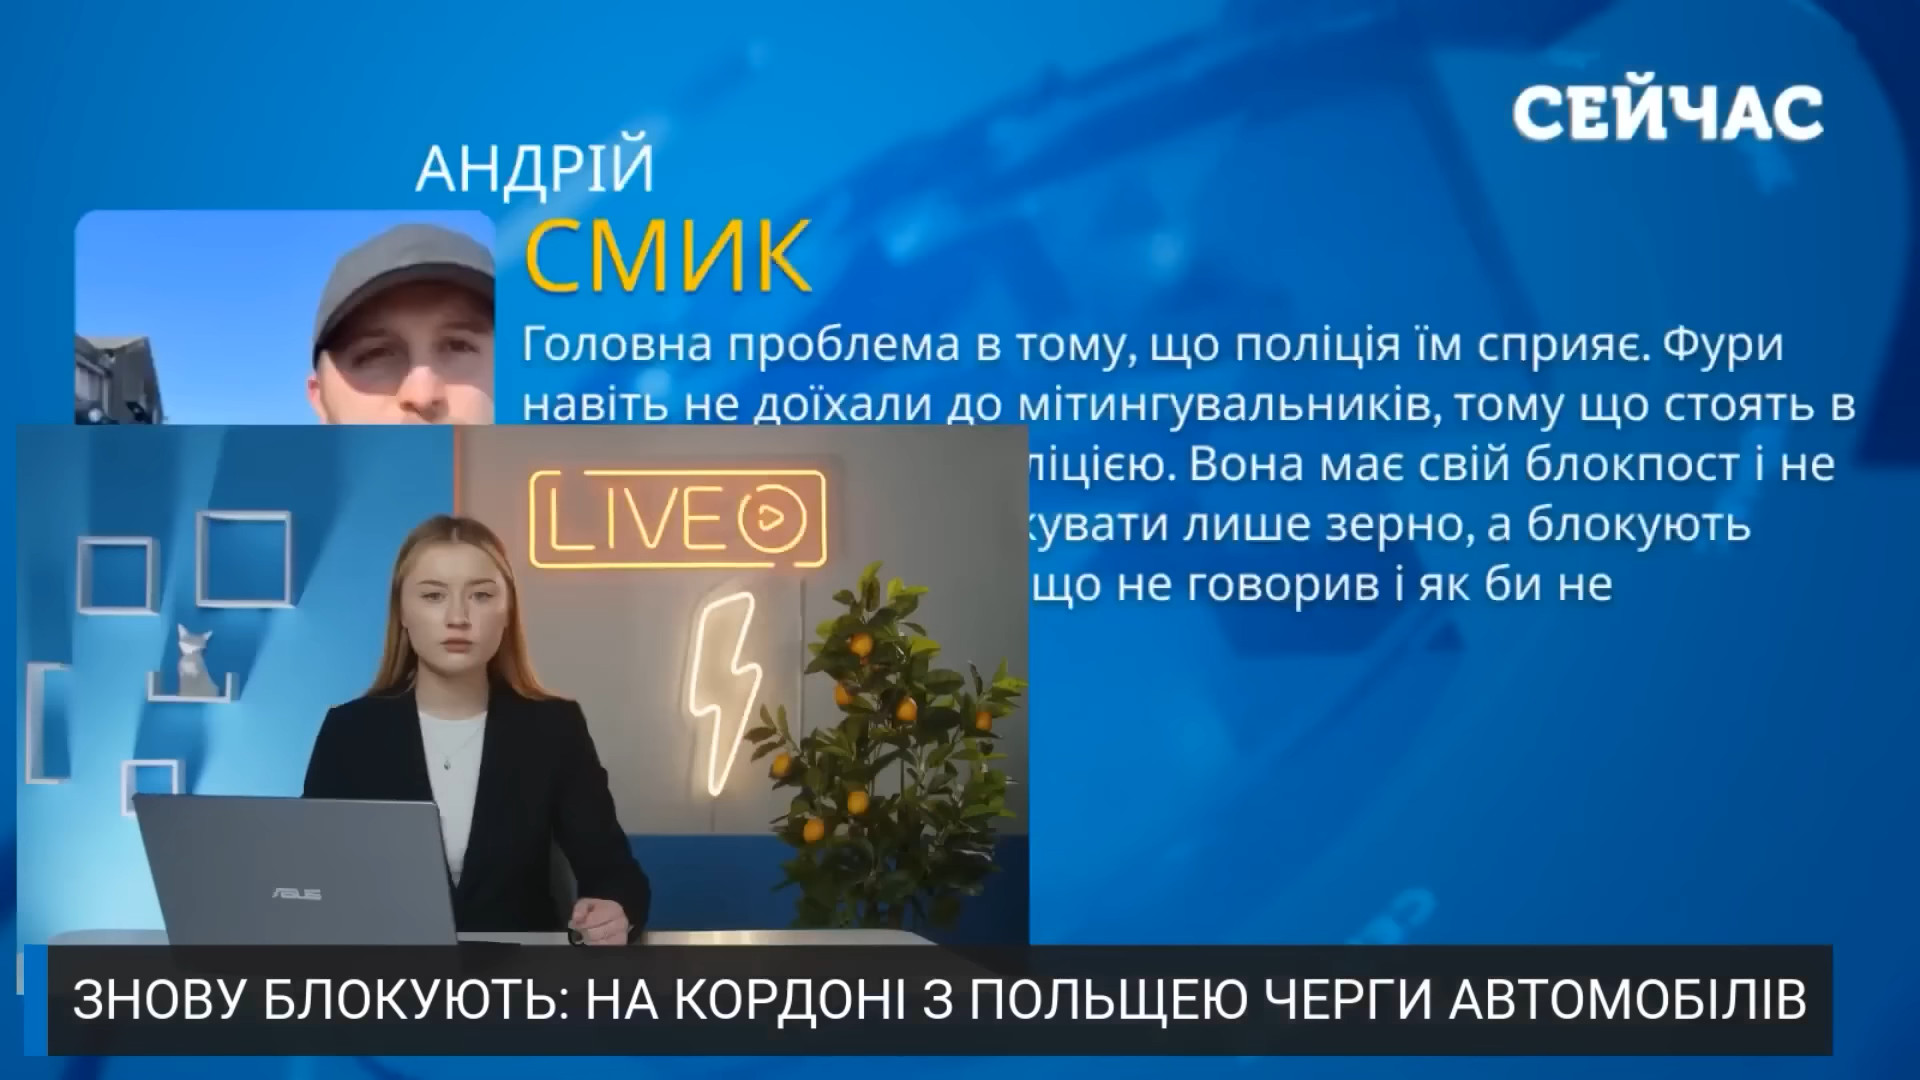 СЕЙЧАС
АНДРІЙ
СМИК
Головна проблема в тому, що поліція їм сприяє. Фури
навіть не доїхали до мітингувальників, тому що стоять в
Вона має свій блокпост і не
лише зерно, а блокують
що не говорив і як би не
LIVE
ASUS
ЗНОВУ БЛОКУЮТЬ: НА КОРДОНІ З ПОЛЬЩЕЮ ЧЕРГИ АВТОМОБІЛІВ